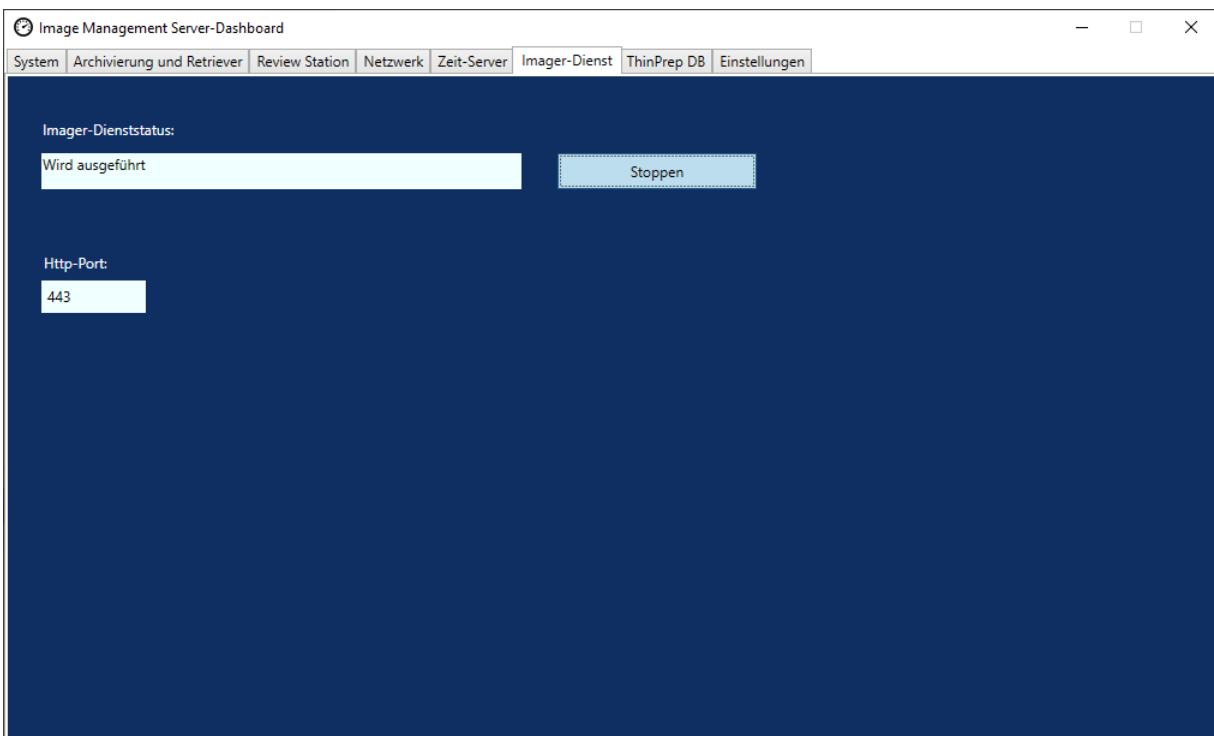 Image Management Server-Dashboard
System Archivierung und Retriever Review Station Netzwerk Zeit-Server Imager-Dienst ThinPrep DB Einstellungen
Imager-Dienststatus:
Wird ausgeführt Stoppen
Http-Port:
443